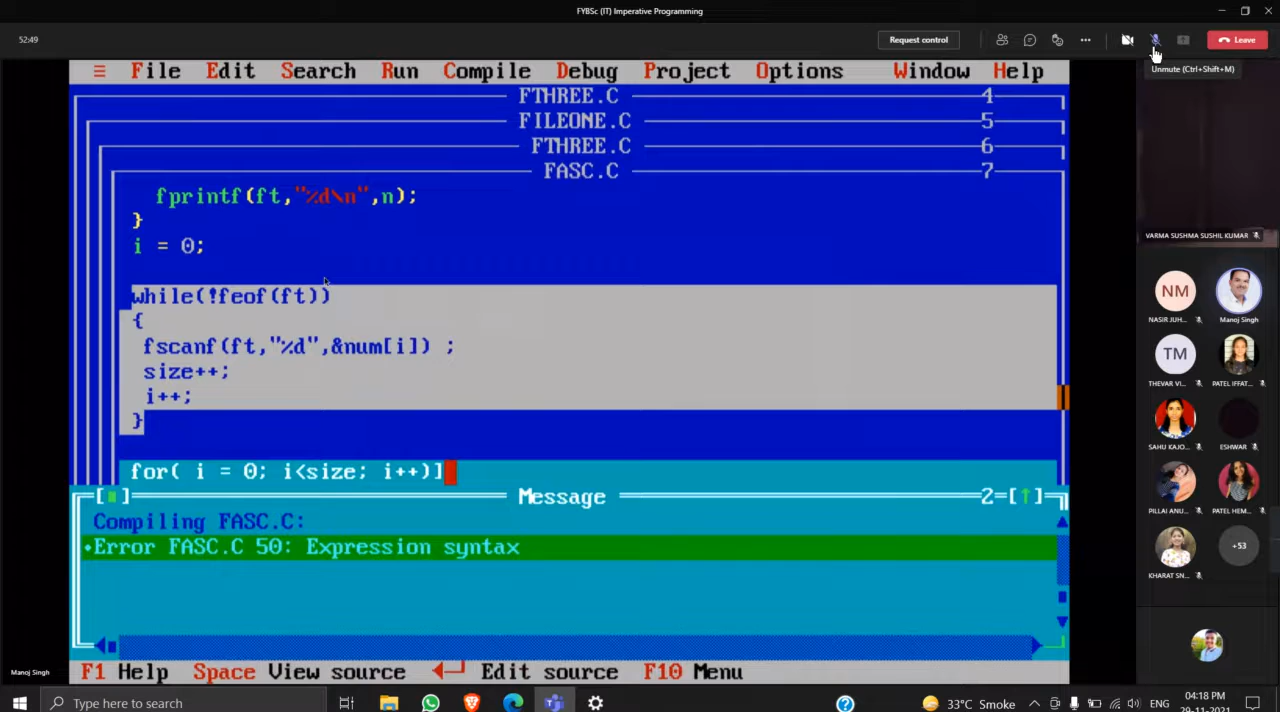 FYBSc (IT) Imperative Programming
52:49
Request control
Leave
Unmute (Ctrl+Shift+M)
≡ File Edit Search Run Compile Debug Project Options Window Help
FTHREE.C 4
FILEONE.C 5
FTHREE.C 6
FASC.C 7
fprintf(ft,"%d\n",n);
}
i = 0;
while(!feof(ft))
{
fscanf(ft,"%d",&num[i]) ;
size++;
i++;
}
for( i = 0; i<size; i++)]
Message 2=[↑]
Compiling FASC.C:
•Error FASC.C 50: Expression syntax
F1 Help Space View source ←┘ Edit source F10 Menu
VARMA SUSHMA SUSHIL KUMAR
NM
NASIR JUH...
Manoj Singh
TM
THEVAR VI...
PATEL IFFAT...
SAHU KAJO...
ESHWAR
PILLAI ANU...
PATEL HEM...
+53
KHARAT SN...
Manoj Singh
Type here to search
33°C Smoke
ENG
04:18 PM
29-11-2021